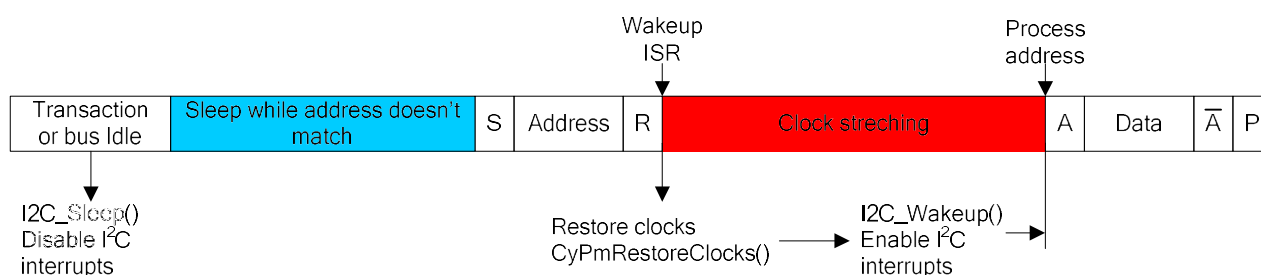 Wakeup
ISR
Process
address
Transaction
or bus Idle
Sleep while address doesn't
match
S
Address
R
Clock streching
A
Data
A̅
P
I2C_Sleep()
Disable I²C
interrupts
Restore clocks
CyPmRestoreClocks()
I2C_Wakeup()
Enable I²C
interrupts